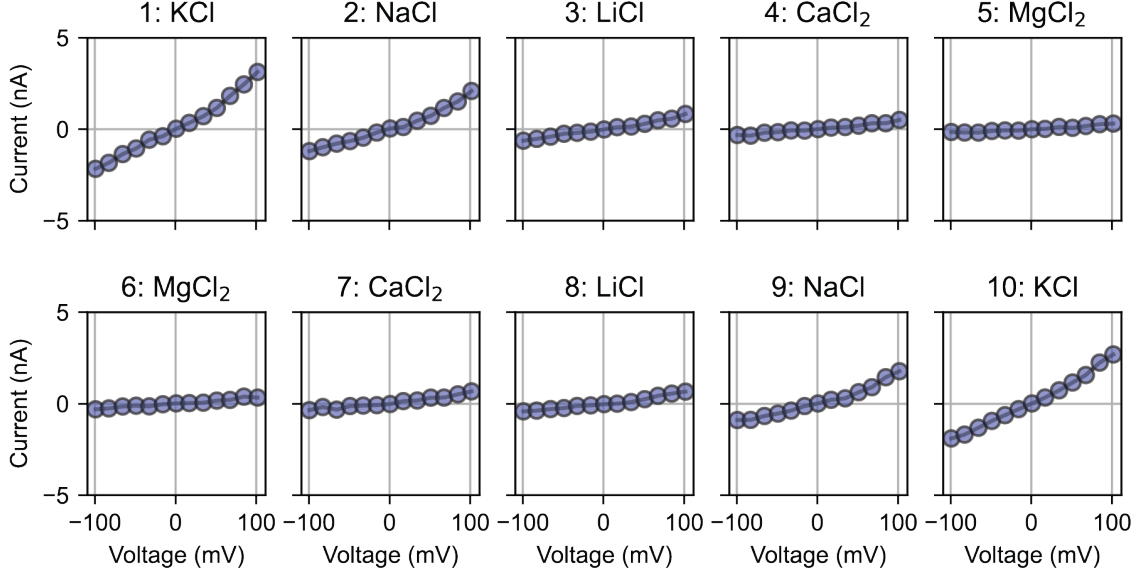 1: KCl
2: NaCl
3: LiCl
4: CaCl₂
5: MgCl₂
5
0
−5
Current (nA)
6: MgCl₂
7: CaCl₂
8: LiCl
9: NaCl
10: KCl
5
0
−5
Current (nA)
−100 0 100
−100 0 100
−100 0 100
−100 0 100
−100 0 100
Voltage (mV)
Voltage (mV)
Voltage (mV)
Voltage (mV)
Voltage (mV)